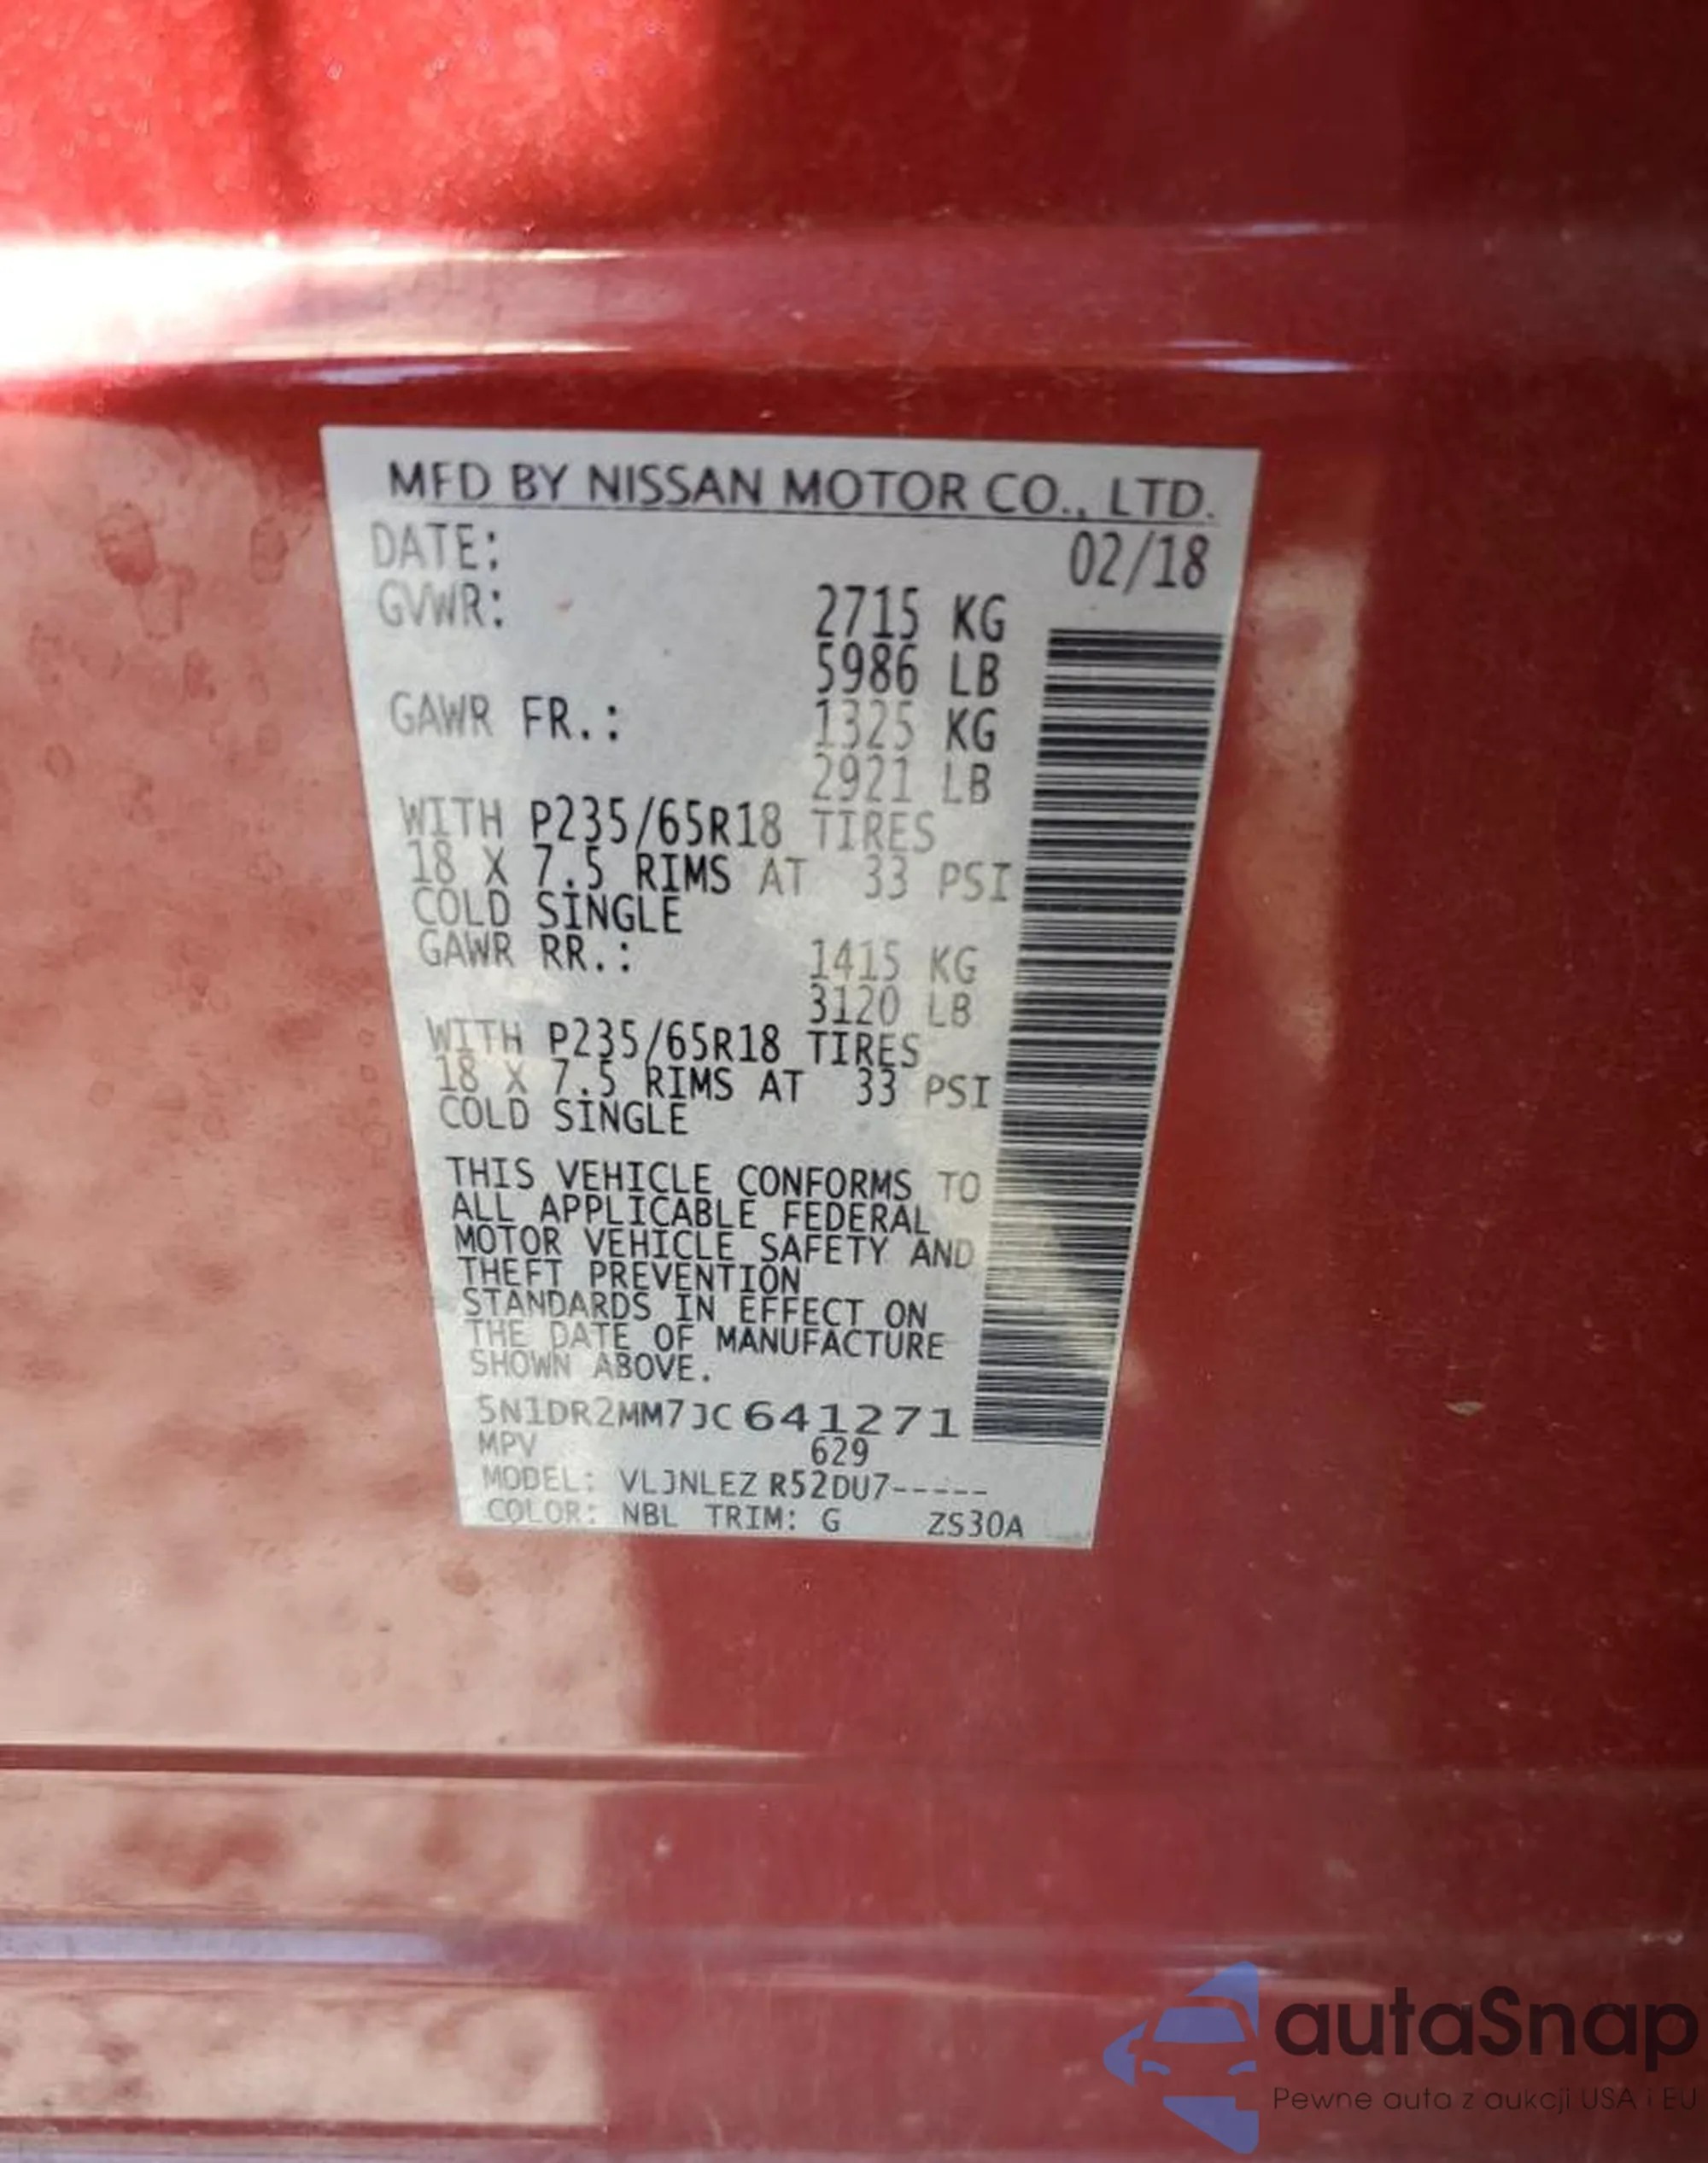 MFD BY NISSAN MOTOR CO., LTD.
DATE: 02/18
GVWR: 2715 KG
5986 LB
GAWR FR.: 1325 KG
2921 LB
WITH P235/65R18 TIRES
18 X 7.5 RIMS AT 33 PSI
COLD SINGLE
GAWR RR.: 1415 KG
3120 LB
WITH P235/65R18 TIRES
18 X 7.5 RIMS AT 33 PSI
COLD SINGLE
THIS VEHICLE CONFORMS TO
ALL APPLICABLE FEDERAL
MOTOR VEHICLE SAFETY AND
THEFT PREVENTION
STANDARDS IN EFFECT ON
THE DATE OF MANUFACTURE
SHOWN ABOVE.
5N1DR2MM7JC641271
MPV 629
MODEL: VLJNLEZ R52DU7-----
COLOR: NBL TRIM: G ZS30A
autaSnap
Pewne auta z aukcji USA i EU